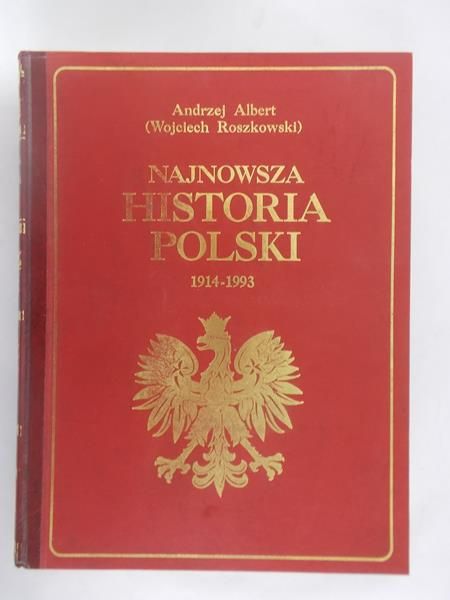 Andrzej Albert
(Wojciech Roszkowski)
NAJNOWSZA
HISTORIA
POLSKI
1914-1993